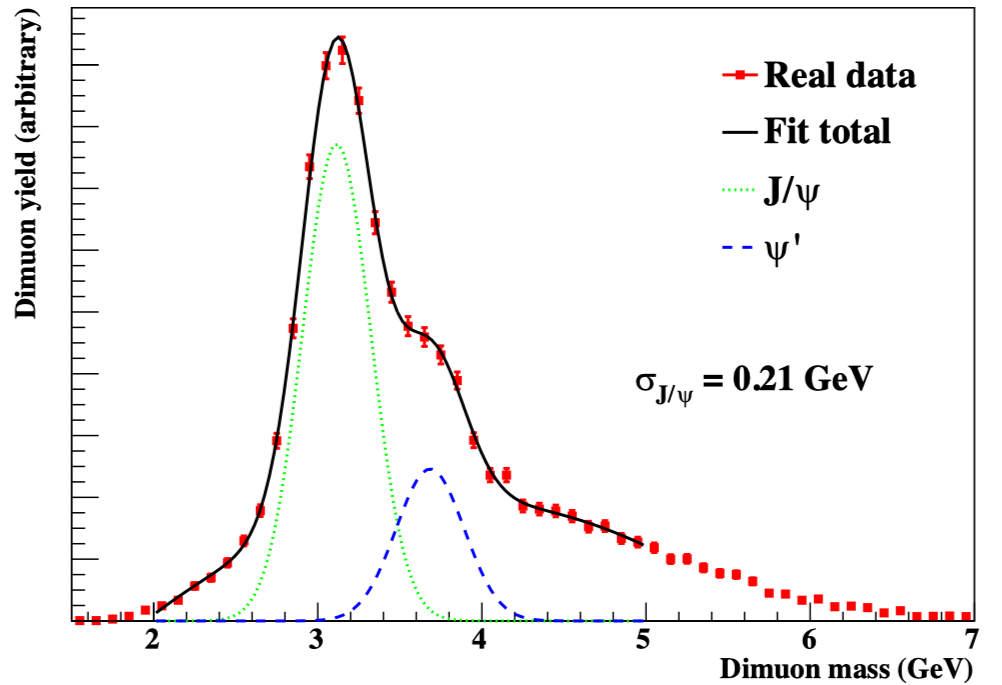 Dimuon yield (arbitrary)
Real data
Fit total
J/ψ
ψ'
σJ/ψ = 0.21 GeV
2 3 4 5 6 7
Dimuon mass (GeV)